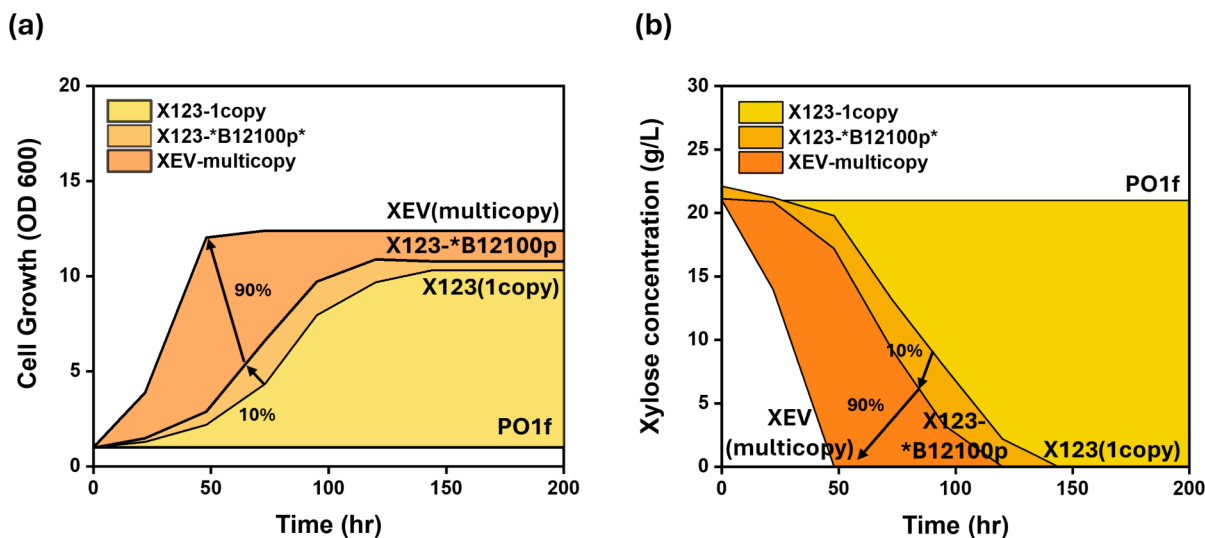 (a)
20
15
10
5
0
Cell Growth (OD 600)
X123-1copy
X123-*B12100p*
XEV-multicopy
XEV(multicopy)
X123-*B12100p
X123(1copy)
90%
10%
PO1f
0
50
100
150
200
Time (hr)
(b)
30
25
20
15
10
5
0
Xylose concentration (g/L)
X123-1copy
X123-*B12100p*
XEV-multicopy
PO1f
10%
90%
XEV
(multicopy)
X123-
*B12100p
X123(1copy)
0
50
100
150
200
Time (hr)